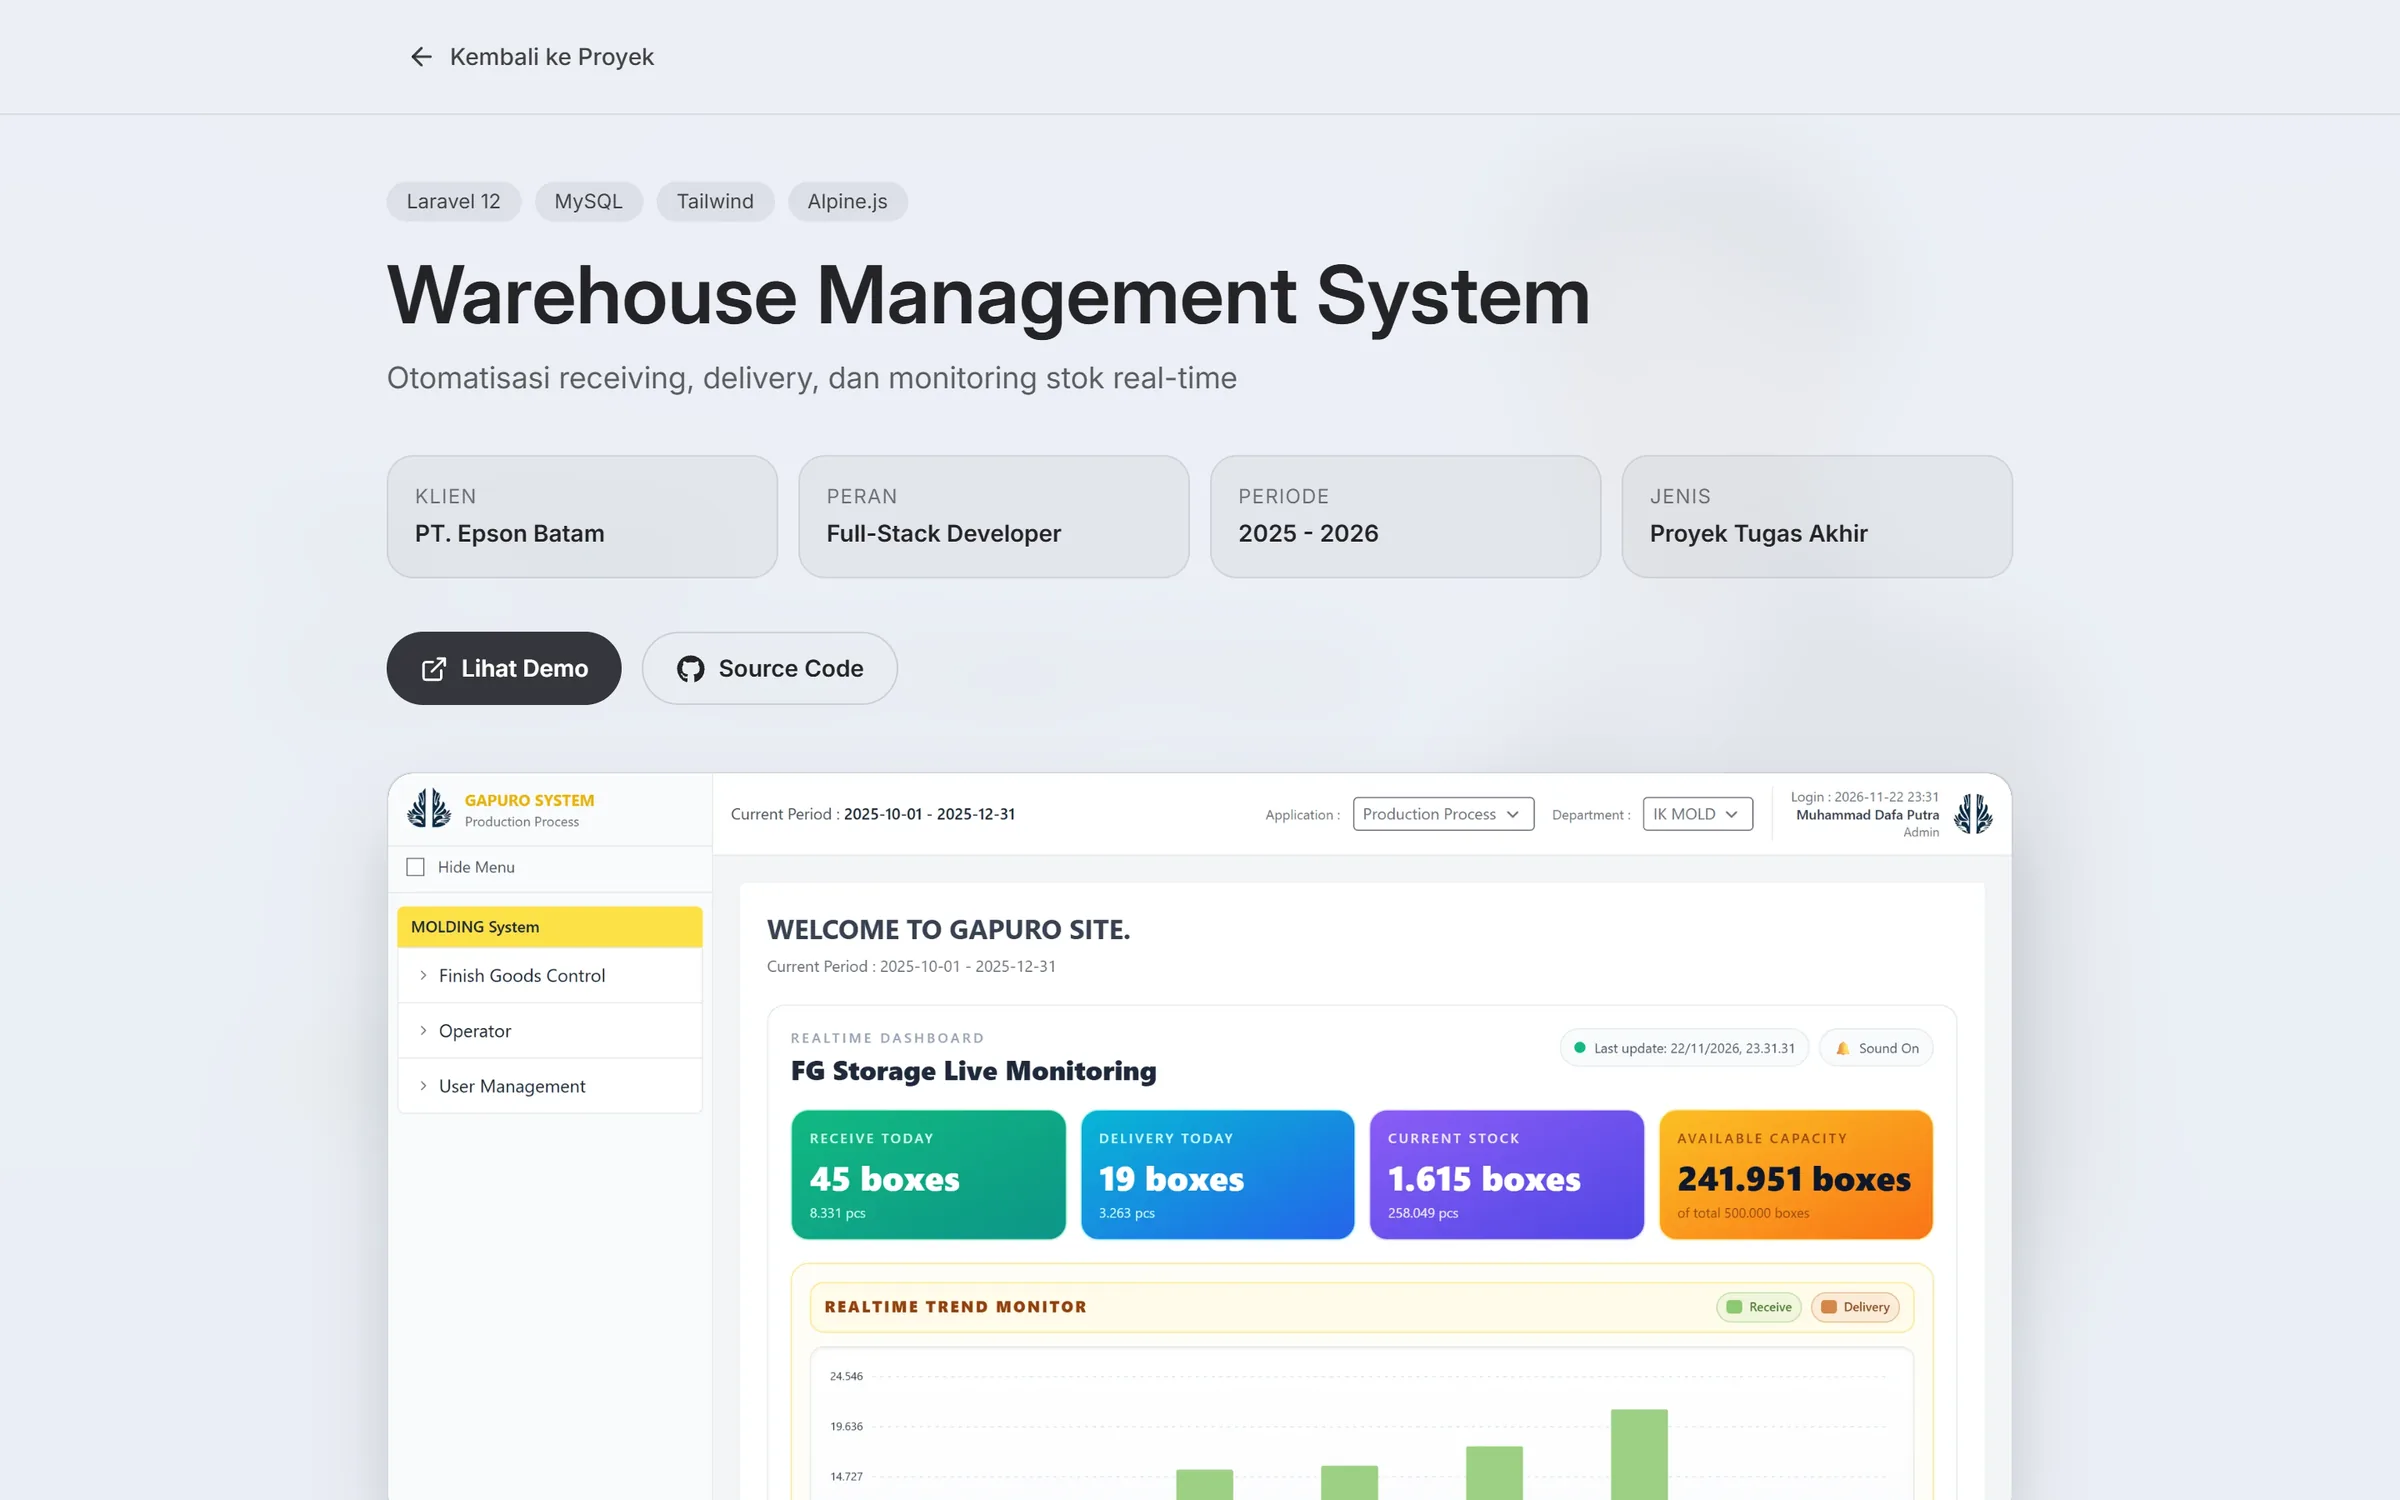 Kembali ke Proyek
Laravel 12
MySQL
Tailwind
Alpine.js
Warehouse Management System
Otomatisasi receiving, delivery, dan monitoring stok real-time
KLIEN
PT. Epson Batam
PERAN
Full-Stack Developer
PERIODE
2025 - 2026
JENIS
Proyek Tugas Akhir
Lihat Demo
Source Code
GAPURO SYSTEM
Production Process
Hide Menu
MOLDING System
Finish Goods Control
Operator
User Management
Current Period : 2025-10-01 - 2025-12-31
Application :
Production Process
Department :
IK MOLD
Login : 2026-11-22 23:31
Muhammad Dafa Putra
Admin
WELCOME TO GAPURO SITE.
Current Period : 2025-10-01 - 2025-12-31
REALTIME DASHBOARD
FG Storage Live Monitoring
Last update: 22/11/2026, 23.31.31
Sound On
RECEIVE TODAY
45 boxes
8.331 pcs
DELIVERY TODAY
19 boxes
3.263 pcs
CURRENT STOCK
1.615 boxes
258.049 pcs
AVAILABLE CAPACITY
241.951 boxes
of total 500.000 boxes
REALTIME TREND MONITOR
Receive
Delivery
24.546
19.636
14.727